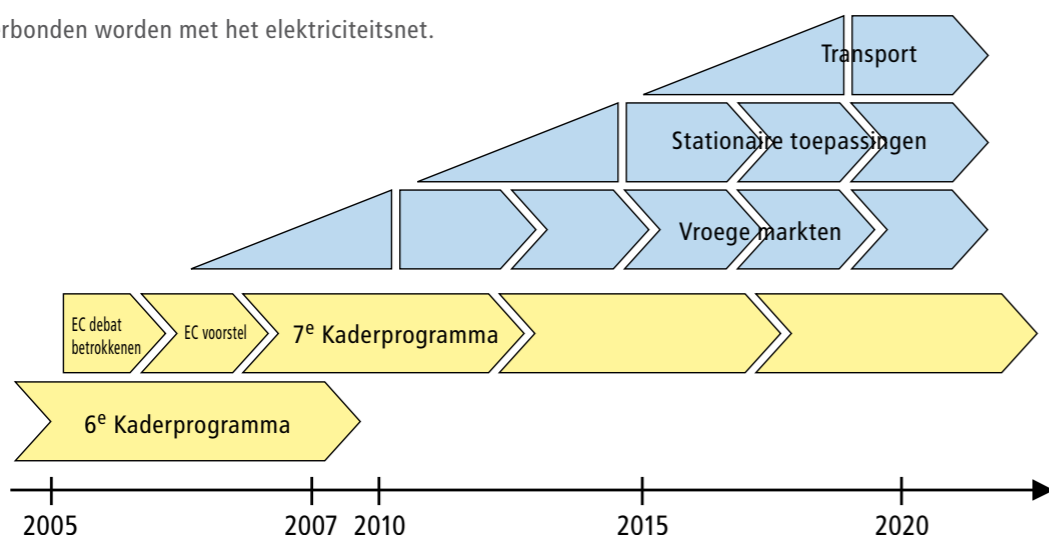 verbonden worden met het elektriciteitsnet.
Transport
Stationaire toepassingen
Vroege markten
EC debat
betrokkenen
EC voorstel
7e Kaderprogramma
6e Kaderprogramma
2005 2007 2010 2015 2020